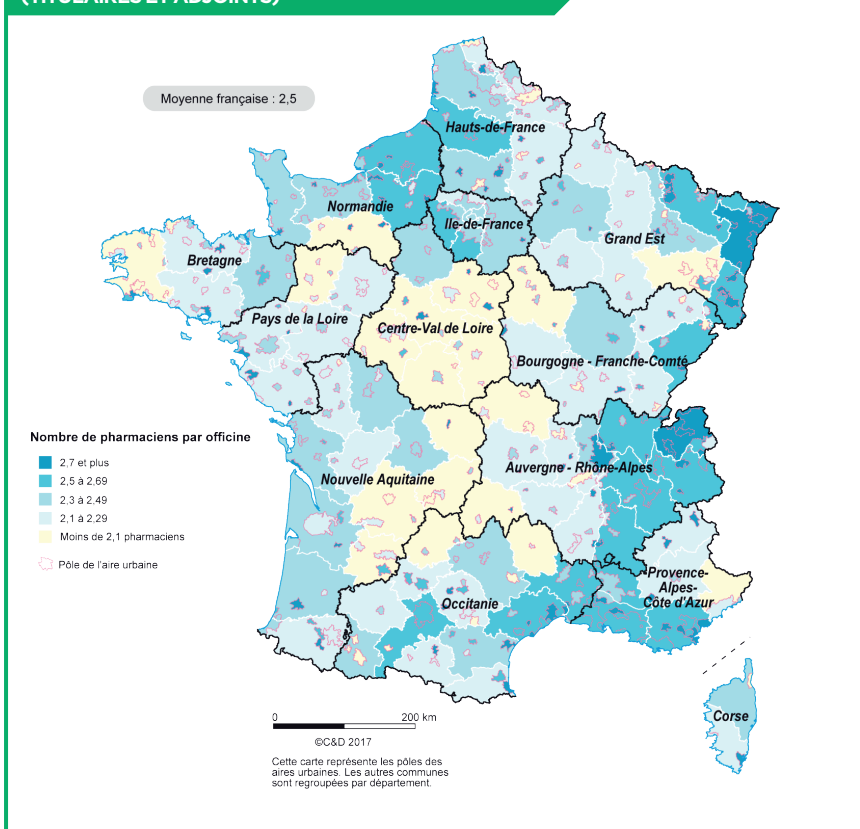 (TITULAIRES ET ADJOINTS)
Moyenne française : 2,5
Hauts-de-France
Normandie
Ile-de-France
Grand Est
Bretagne
Pays de la Loire
Centre-Val de Loire
Bourgogne - Franche-Comté
Nombre de pharmaciens par officine
2,7 et plus
2,5 à 2,69
2,3 à 2,49
2,1 à 2,29
Moins de 2,1 pharmaciens
Pôle de l'aire urbaine
Auvergne - Rhône-Alpes
Nouvelle Aquitaine
Provence-
Alpes-
Côte d'Azur
Occitanie
Corse
0 200 km
©C&D 2017
Cette carte représente les pôles des
aires urbaines. Les autres communes
sont regroupées par département.